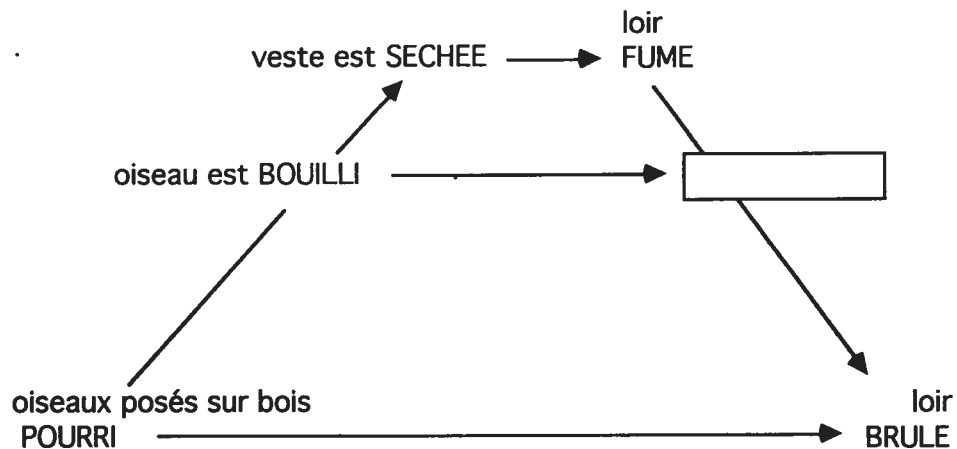 loir
veste est SECHEE
FUME
oiseau est BOUILLI
oiseaux posés sur bois
loir
POURRI
BRULE